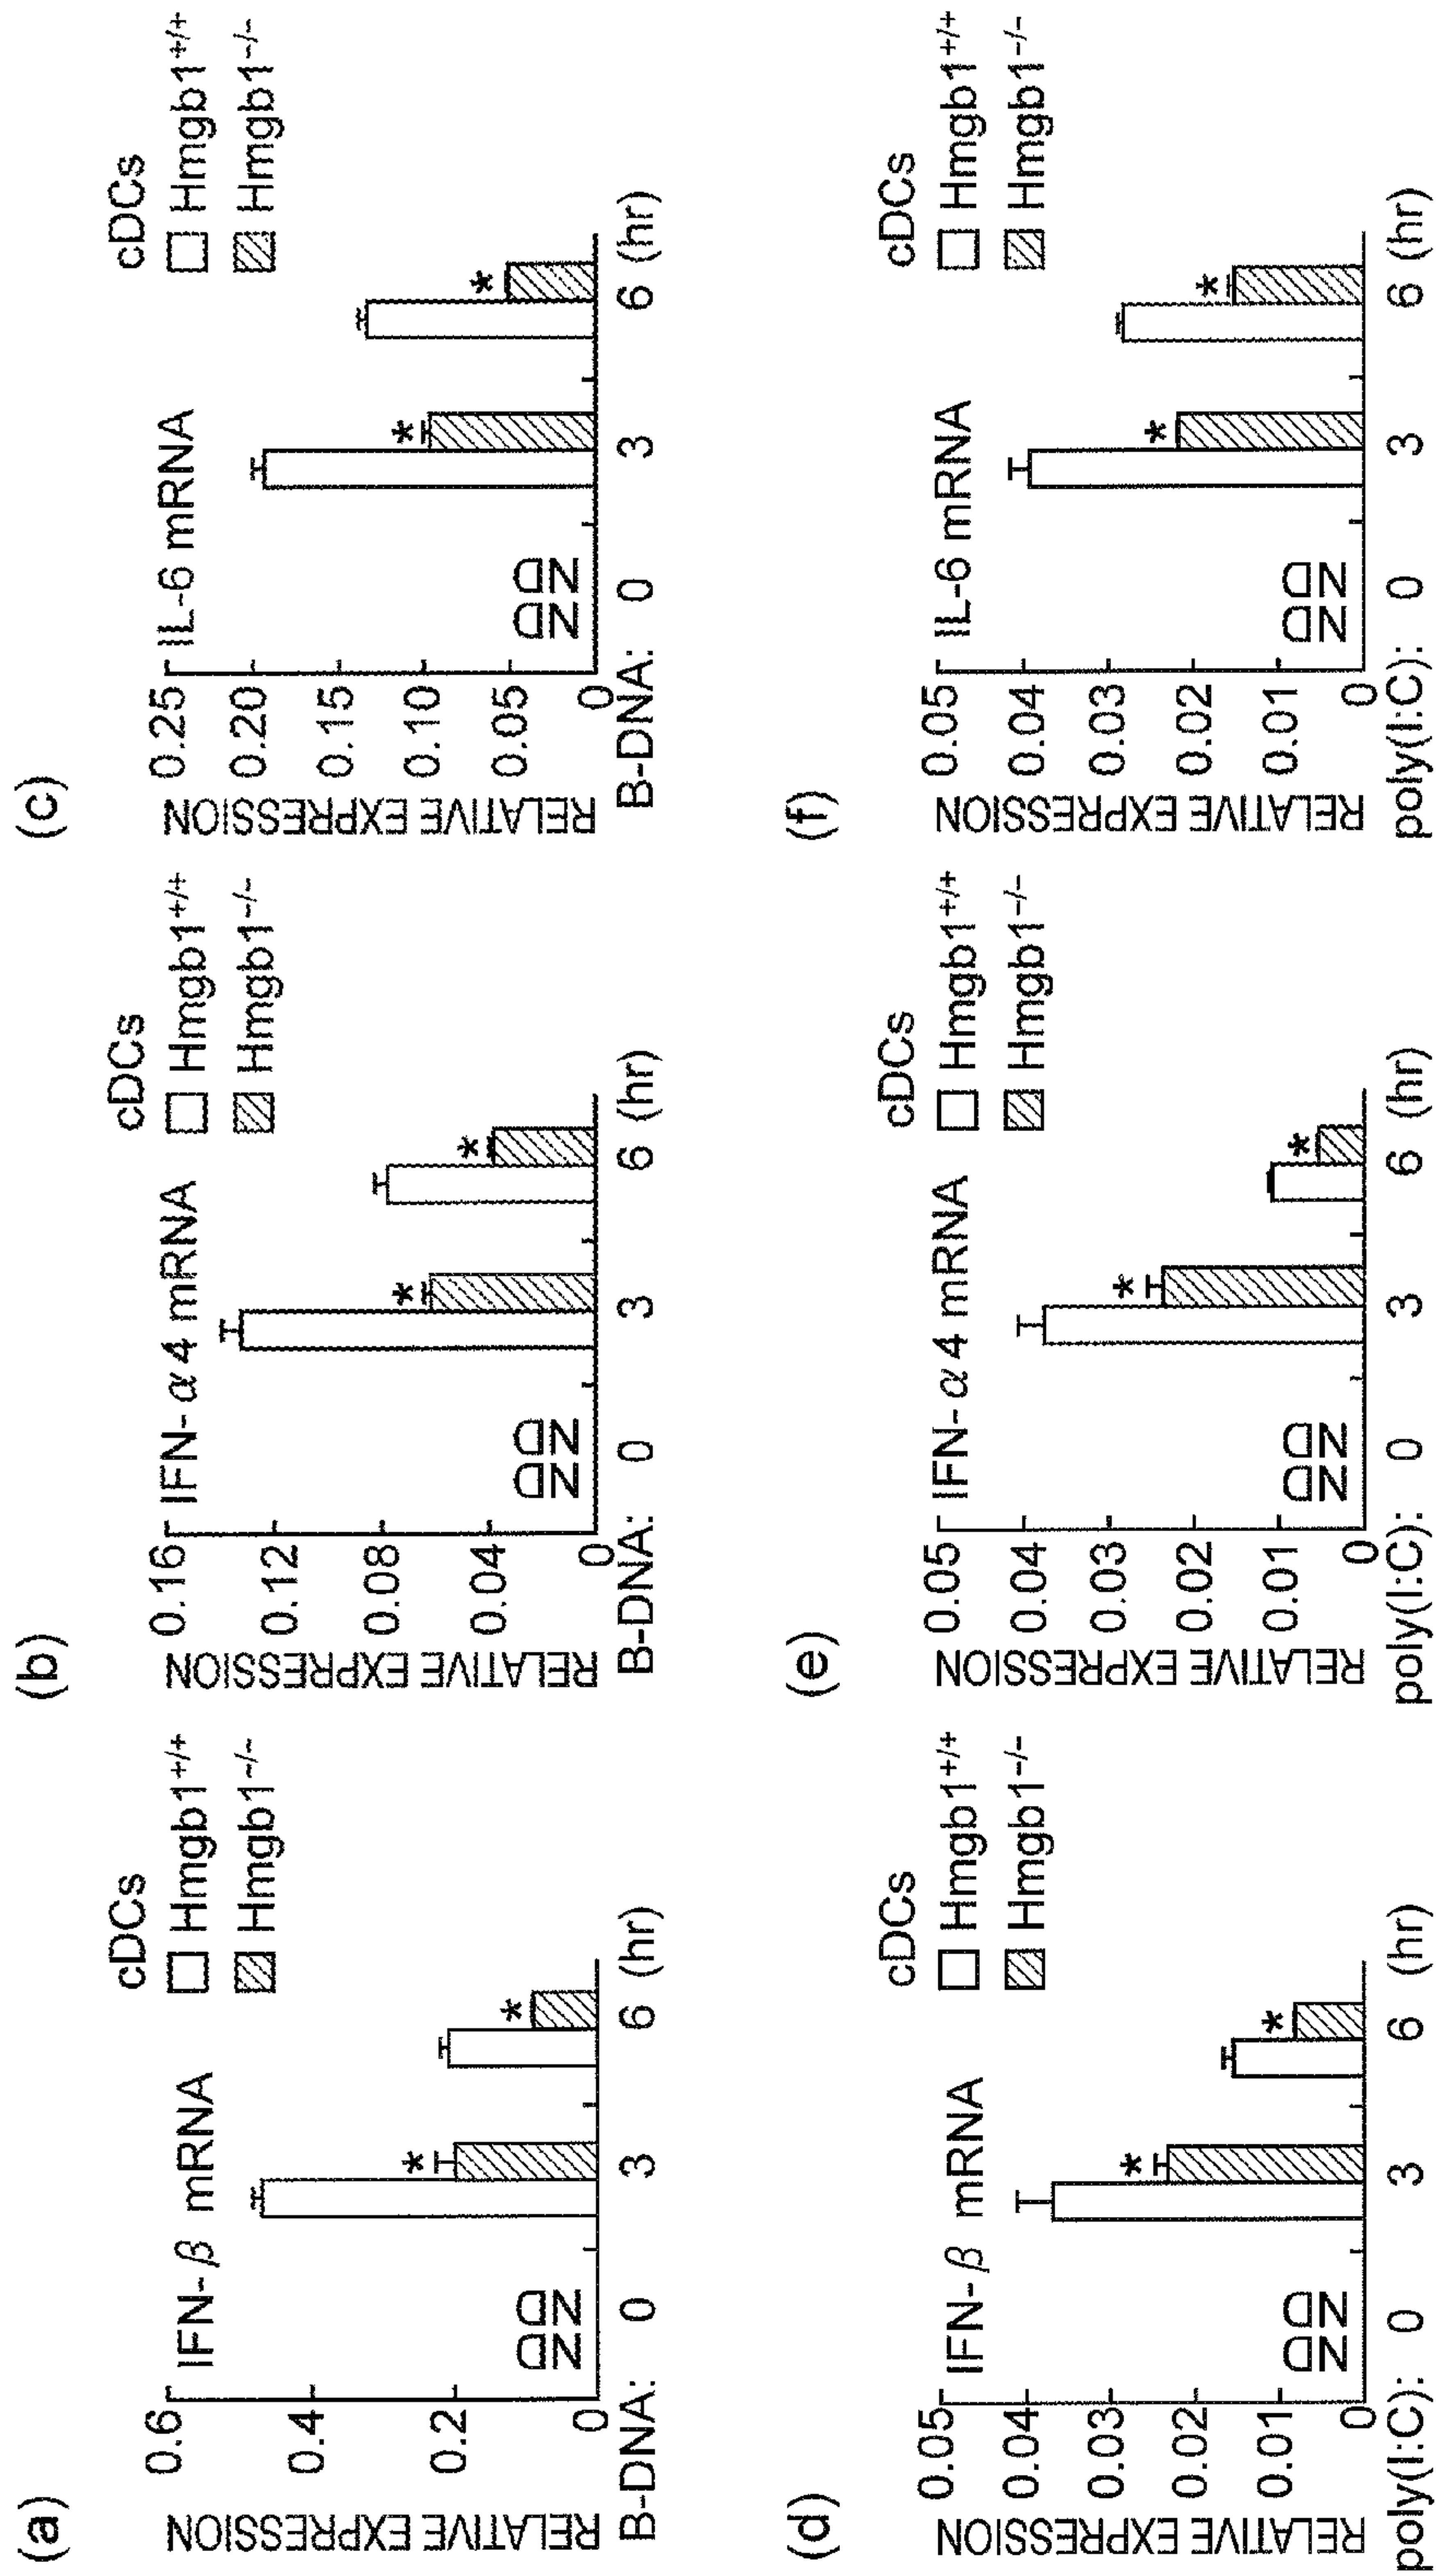 (a)
cDCs
IFN-β mRNA
Hmgb1+/+
Hmgb1−/−
RELATIVE EXPRESSION
0.6
0.4
0.2
0
ND ND
*
*
B-DNA: 0 3 6 (hr)
(b)
cDCs
IFN-α4 mRNA
Hmgb1+/+
Hmgb1−/−
RELATIVE EXPRESSION
0.16
0.12
0.08
0.04
0
ND ND
*
*
B-DNA: 0 3 6 (hr)
(c)
cDCs
IL-6 mRNA
Hmgb1+/+
Hmgb1−/−
RELATIVE EXPRESSION
0.25
0.20
0.15
0.10
0.05
0
ND ND
*
*
B-DNA: 0 3 6 (hr)
(d)
cDCs
IFN-β mRNA
Hmgb1+/+
Hmgb1−/−
RELATIVE EXPRESSION
0.05
0.04
0.03
0.02
0.01
0
ND ND
*
*
poly(I:C): 0 3 6 (hr)
(e)
cDCs
IFN-α4 mRNA
Hmgb1+/+
Hmgb1−/−
RELATIVE EXPRESSION
0.05
0.04
0.03
0.02
0.01
0
ND ND
*
*
poly(I:C): 0 3 6 (hr)
(f)
cDCs
IL-6 mRNA
Hmgb1+/+
Hmgb1−/−
RELATIVE EXPRESSION
0.05
0.04
0.03
0.02
0.01
0
ND ND
*
*
poly(I:C): 0 3 6 (hr)